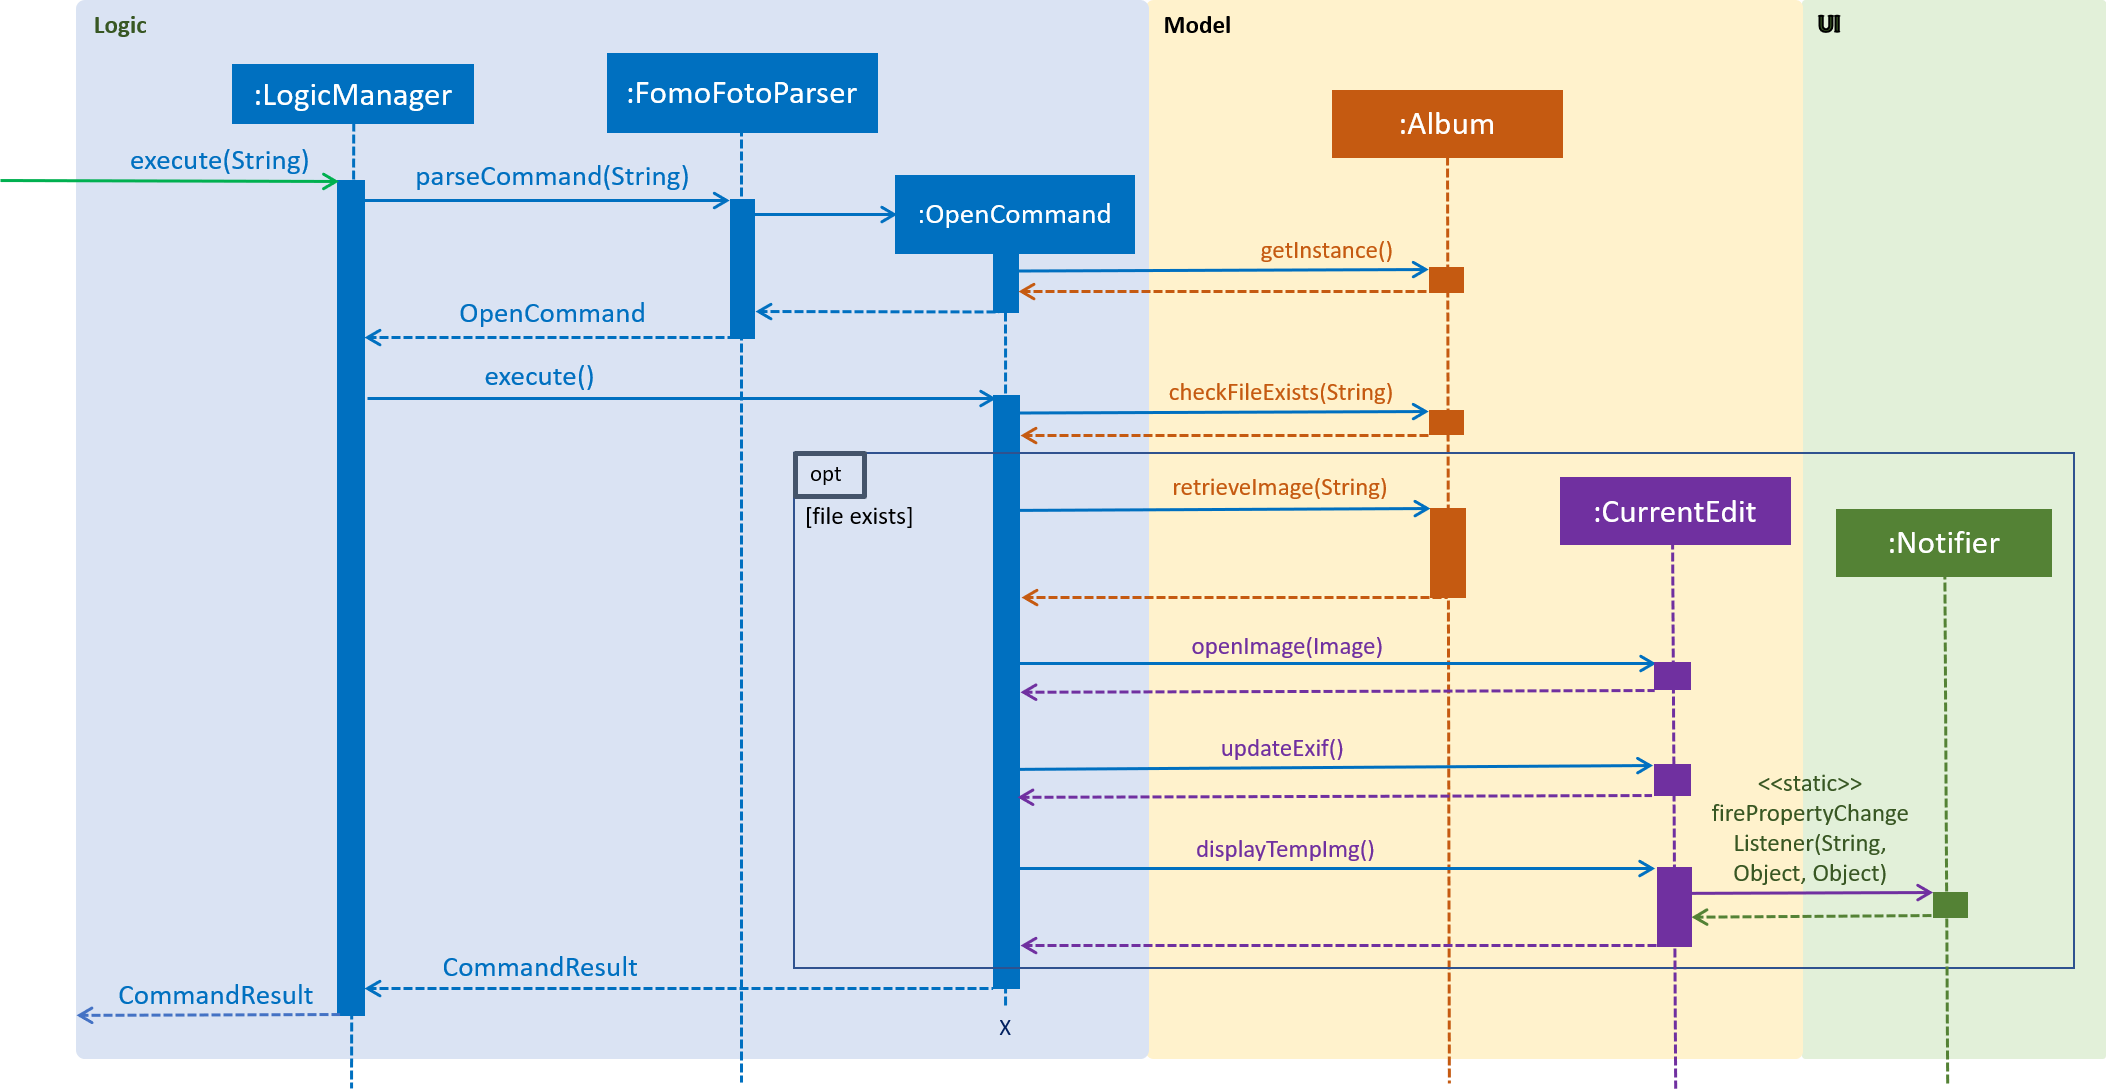 Logic
Model
UI
:LogicManager
:FomoFotoParser
:Album
execute(String)
parseCommand(String)
:OpenCommand
getInstance()
OpenCommand
execute()
checkFileExists(String)
opt
[file exists]
retrieveImage(String)
:CurrentEdit
:Notifier
openImage(Image)
updateExif()
<<static>>
firePropertyChange
Listener(String,
Object, Object)
displayTempImg()
CommandResult
CommandResult
X